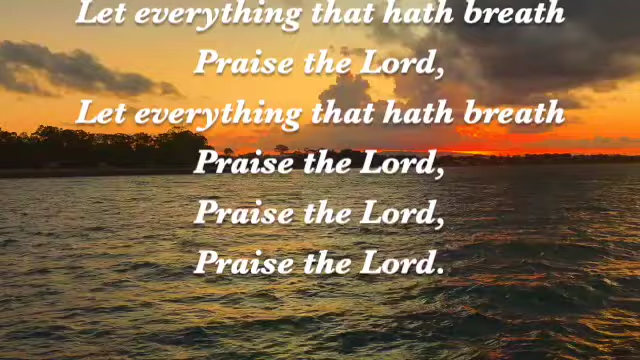 Let everything that hath breath
Praise the Lord,
Let everything that hath breath
Praise the Lord,
Praise the Lord,
Praise the Lord.